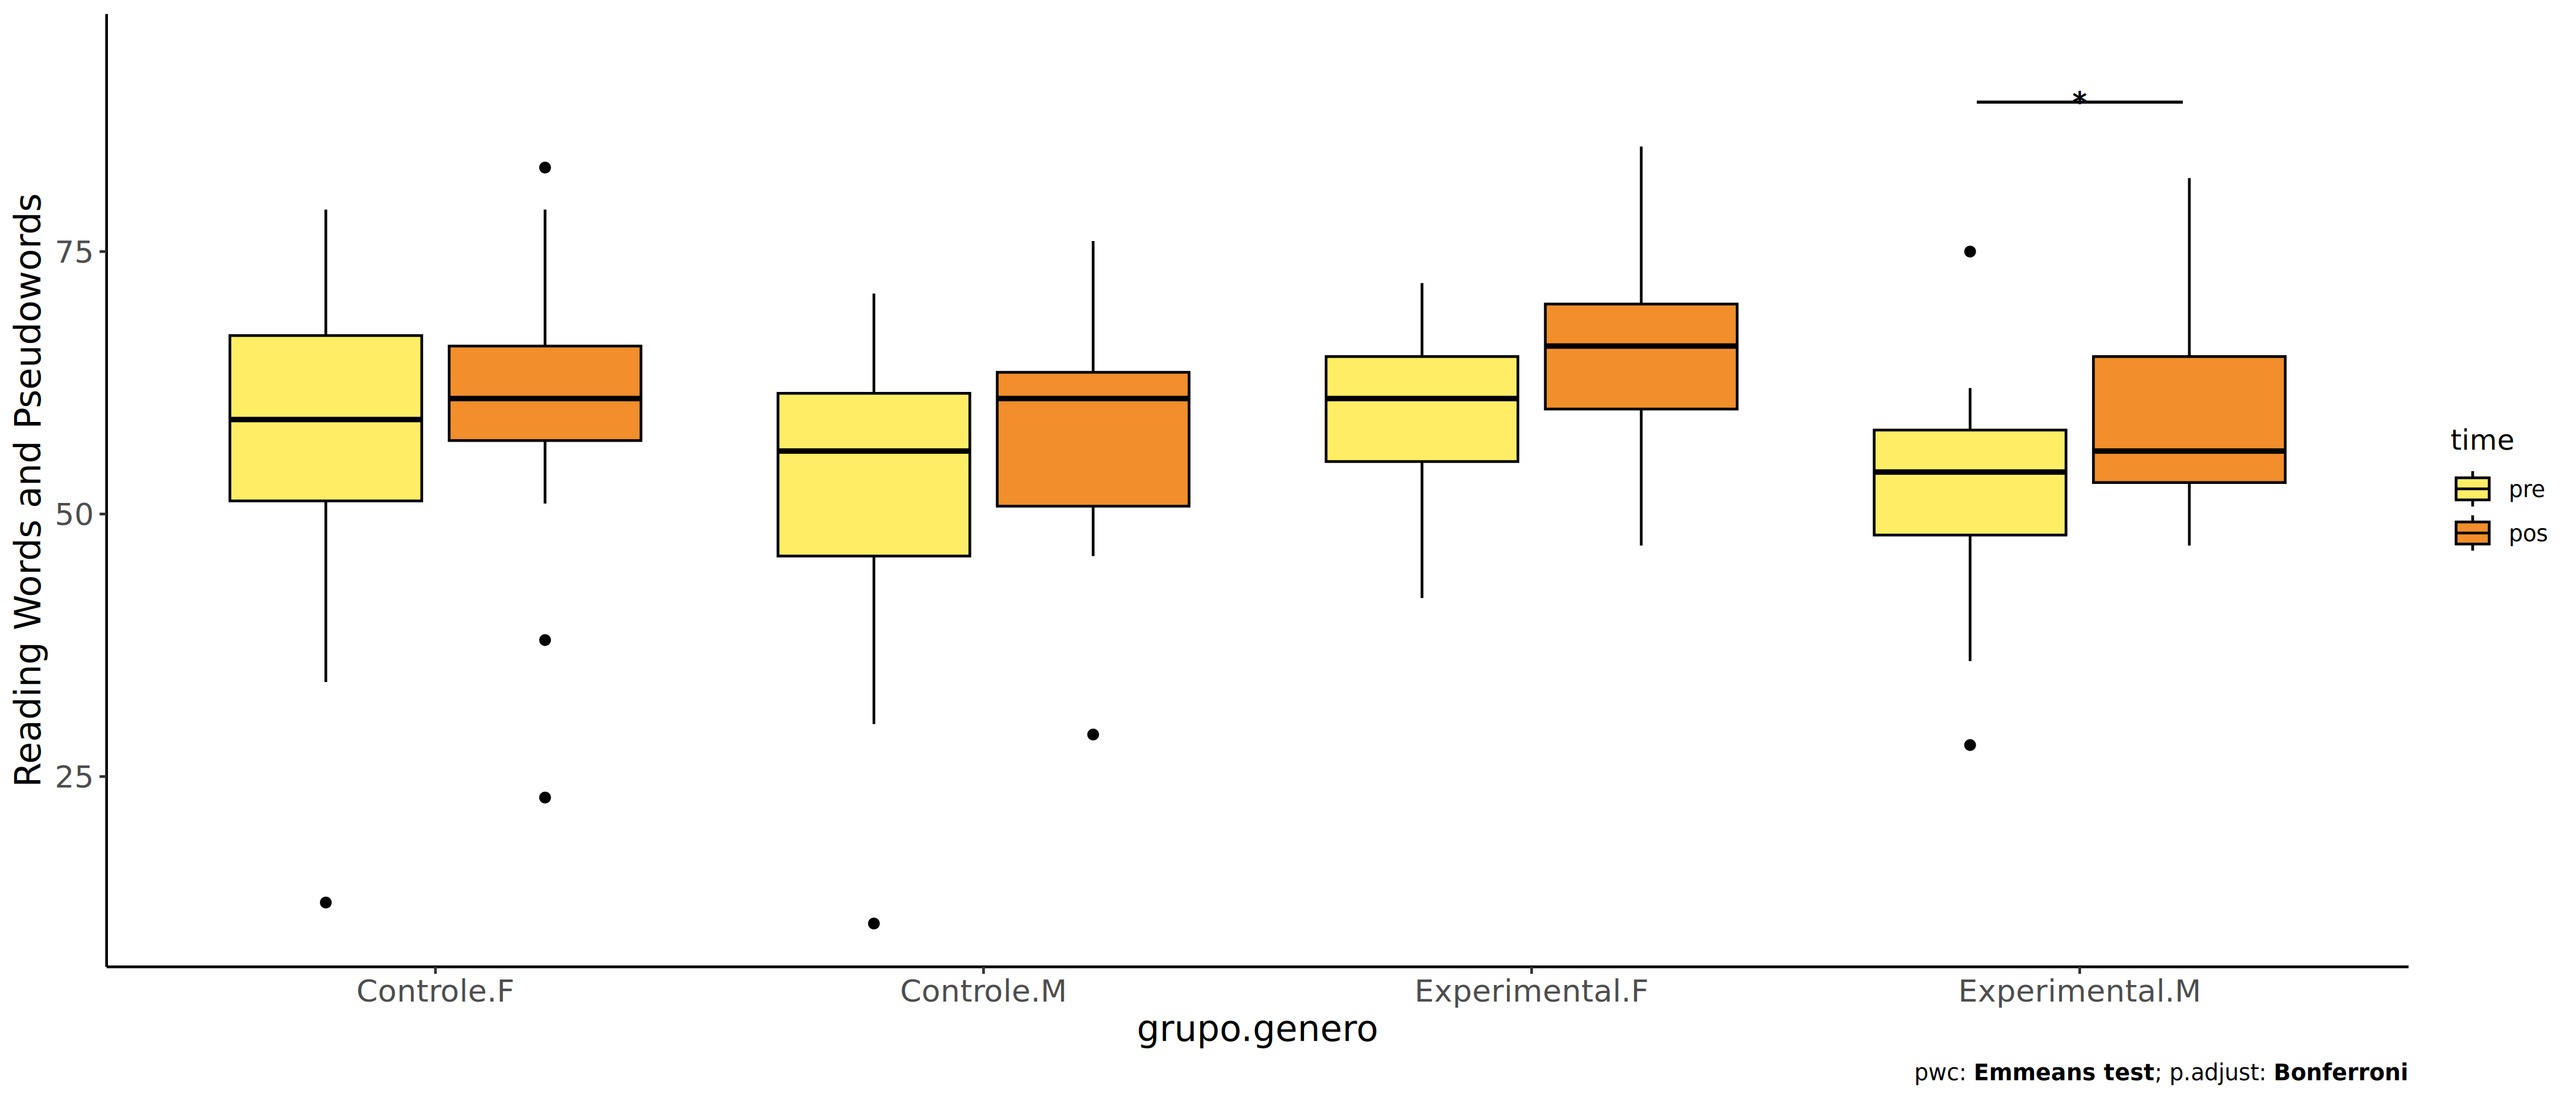 *
Reading Words and Pseudowords
75
50
25
time
pre
pos
Controle.F
Controle.M
Experimental.F
Experimental.M
grupo.genero
pwc: Emmeans test; p.adjust: Bonferroni